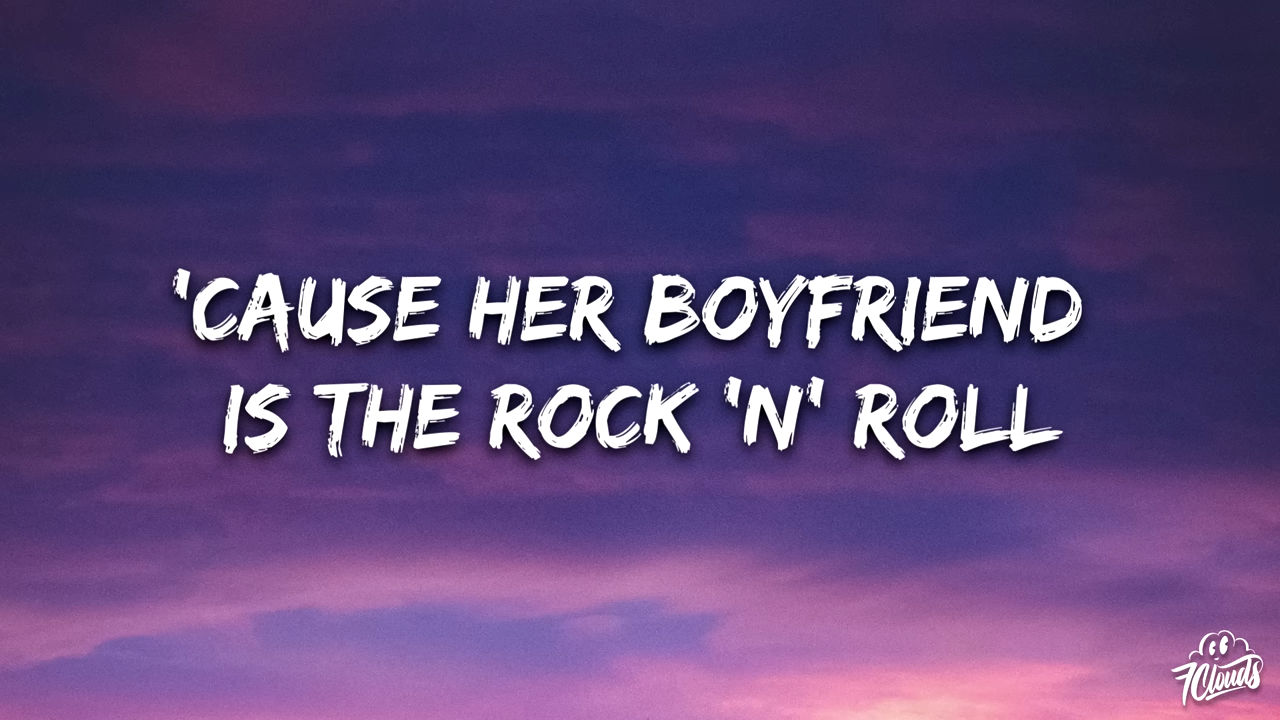 'CAUSE HER BOYFRIEND
IS THE ROCK 'N' ROLL
7Clouds